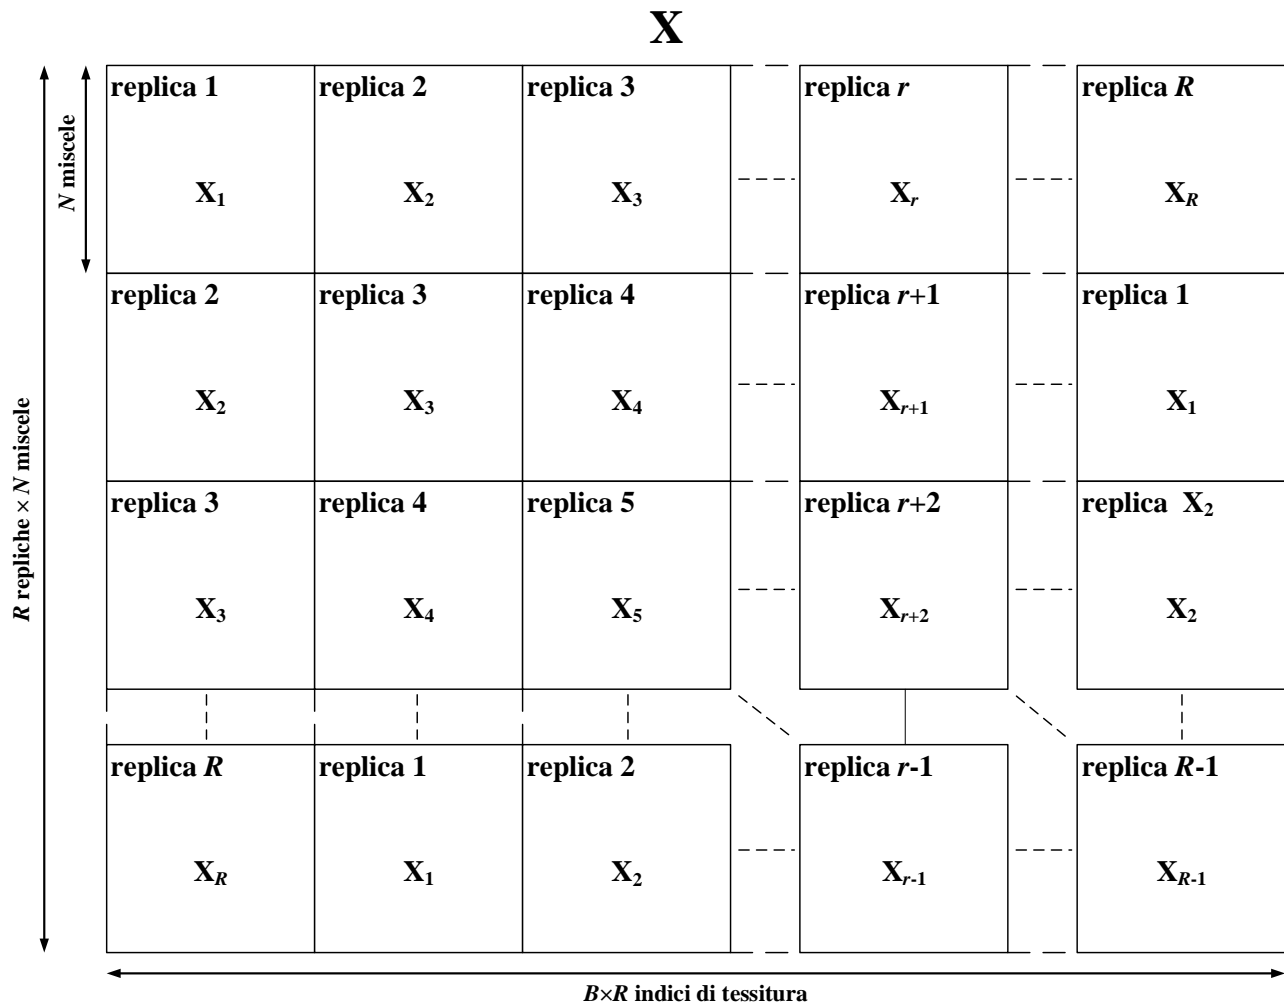 X
replica 1 replica 2 replica 3 replica r replica R
N miscele
X₁ X₂ X₃ Xᵣ X_R
replica 2 replica 3 replica 4 replica r+1 replica 1
X₂ X₃ X₄ Xᵣ₊₁ X₁
R repliche × N miscele
replica 3 replica 4 replica 5 replica r+2 replica X₂
X₃ X₄ X₅ Xᵣ₊₂ X₂
replica R replica 1 replica 2 replica r-1 replica R-1
X_R X₁ X₂ Xᵣ₋₁ X_R-1
B×R indici di tessitura